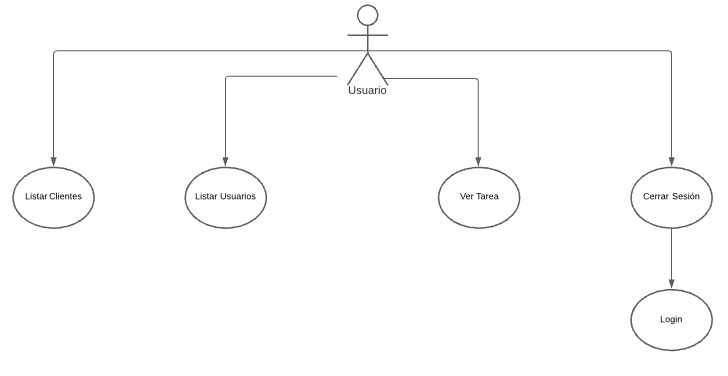 Usuario
Listar Clientes
Listar Usuarios
Ver Tarea
Cerrar Sesión
Login